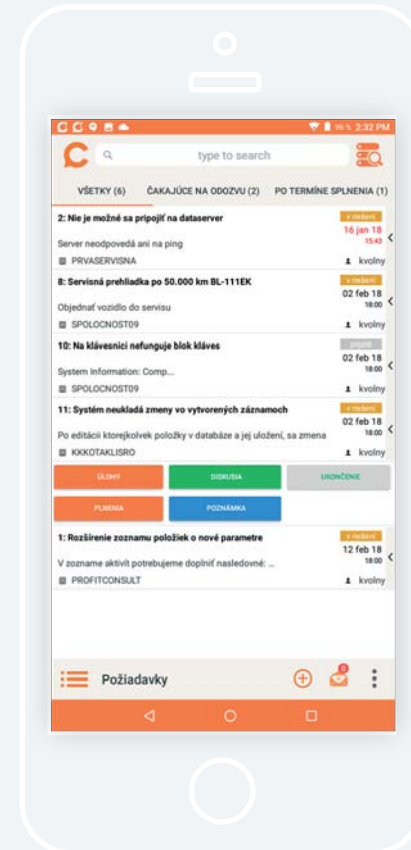 96% 2:32 PM
type to search
VŠETKY (6) ČAKAJÚCE NA ODOZVU (2) PO TERMÍNE SPLNENIA (1)
2: Nie je možné sa pripojiť na dataserver
v riešení
16 jan 18
Server neodpovedá ani na ping
15:43
PRVASERVISNA kvolny
8: Servisná prehliadka po 50.000 km BL-111EK
v riešení
02 feb 18
Objednať vozidlo do servisu
18:00
SPOLOCNOST09 kvolny
10: Na klávesnici nefunguje blok kláves
prijaté
02 feb 18
System Information: Comp...
18:00
SPOLOCNOST09 kvolny
11: Systém neukladá zmeny vo vytvorených záznamoch
v riešení
02 feb 18
Po editácii ktorejkolvek položky v databáze a jej uložení, sa zmena
18:00
KKKOTAKLISRO kvolny
ÚLOHY DISKUSIA UKONČENIE
PLNENIA POZNÁMKA
1: Rozšírenie zoznamu položiek o nové parametre
v riešení
12 feb 18
V zozname aktivít potrebujeme doplniť nasledovné: ...
18:00
PROFITCONSULT kvolny
Požiadavky
0